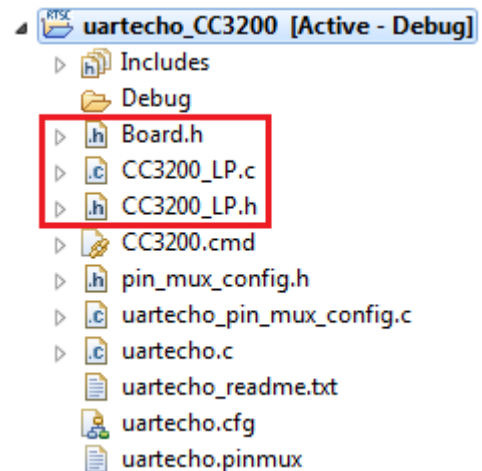 RTSC
uartecho_CC3200 [Active - Debug]
Includes
Debug
.h Board.h
.c CC3200_LP.c
.h CC3200_LP.h
CC3200.cmd
.h pin_mux_config.h
.c uartecho_pin_mux_config.c
.c uartecho.c
uartecho_readme.txt
uartecho.cfg
uartecho.pinmux